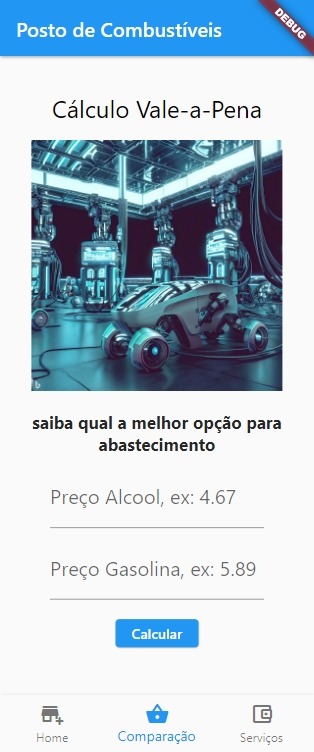 Posto de Combustíveis
DEBUG
Cálculo Vale-a-Pena
saiba qual a melhor opção para
abastecimento
Preço Alcool, ex: 4.67
Preço Gasolina, ex: 5.89
Calcular
Home
Comparação
Serviços